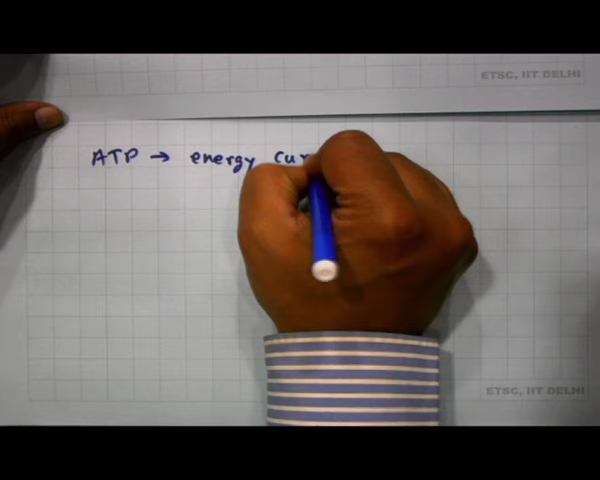 ETSC, IIT DELHI
ATP → energy cur
ETSC, IIT DELHI